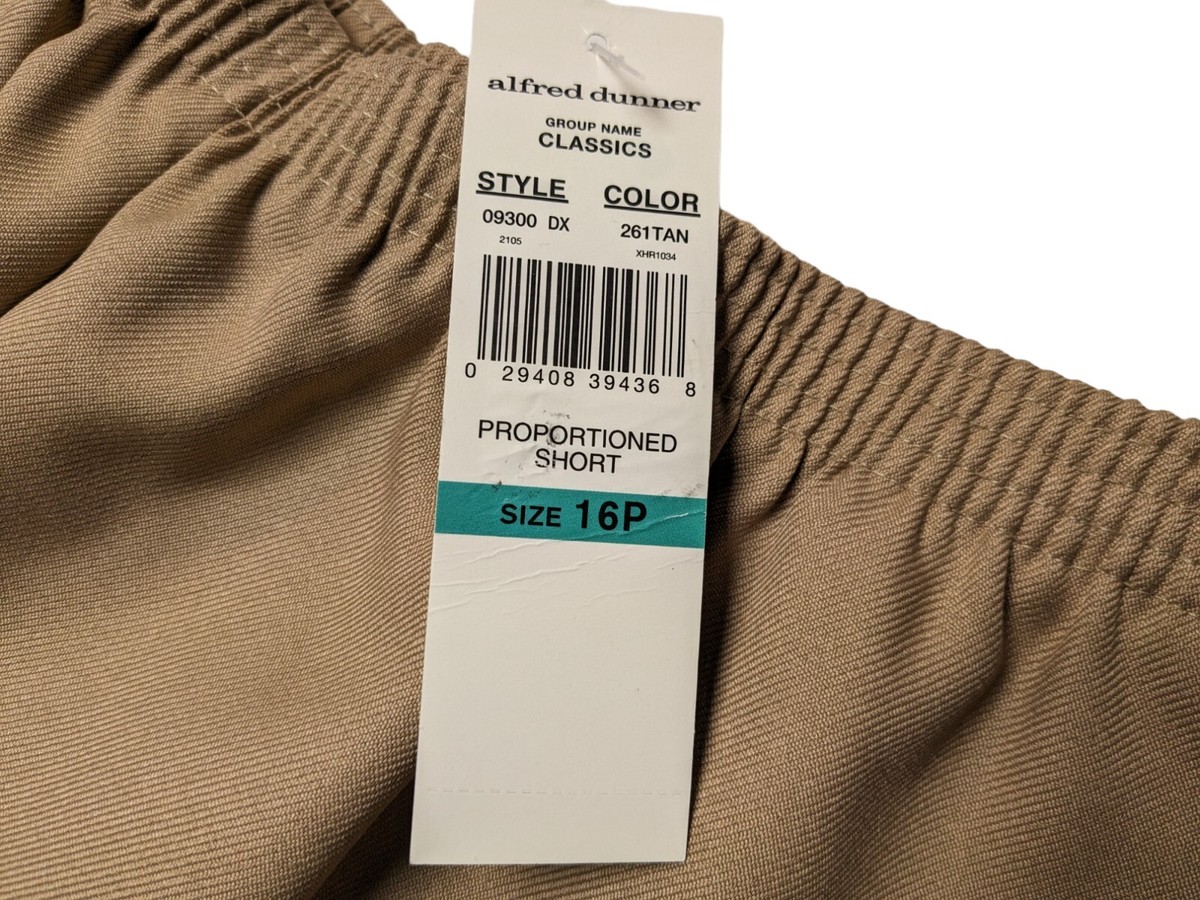 alfred dunner
GROUP NAME
CLASSICS
STYLE COLOR
09300 DX 261TAN
2105 XHR1034
0 29408 39436 8
PROPORTIONED
SHORT
SIZE 16P